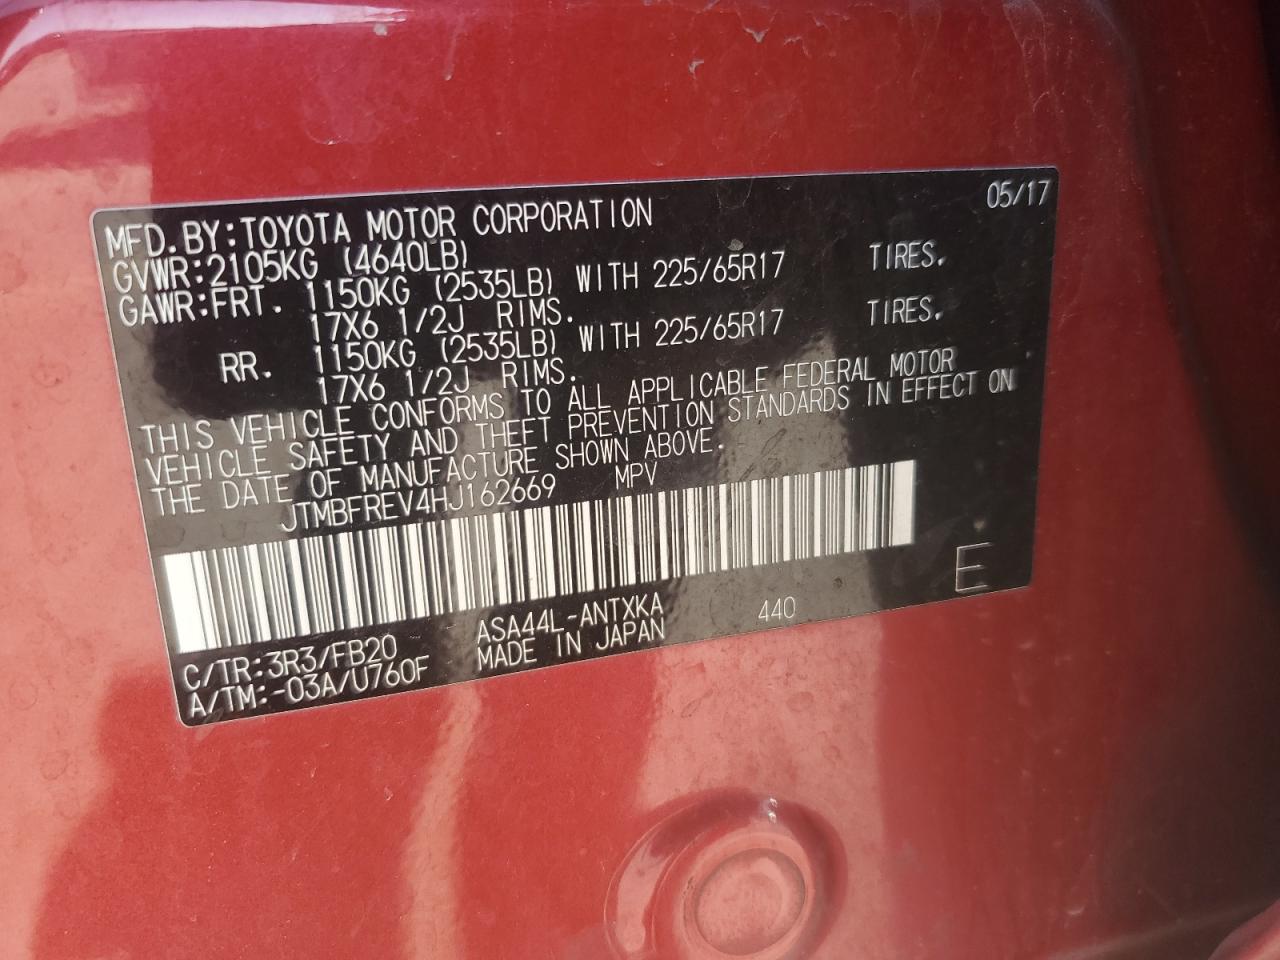 05/17
MFD.BY:TOYOTA MOTOR CORPORATION
GVWR:2105KG (4640LB)
GAWR:FRT. 1150KG (2535LB) WITH 225/65R17 TIRES.
17X6 1/2J RIMS.
RR. 1150KG (2535LB) WITH 225/65R17 TIRES.
17X6 1/2J RIMS.
THIS VEHICLE CONFORMS TO ALL APPLICABLE FEDERAL MOTOR
VEHICLE SAFETY AND THEFT PREVENTION STANDARDS IN EFFECT ON
THE DATE OF MANUFACTURE SHOWN ABOVE.
JTMBFREV4HJ162669 MPV
E
C/TR:3R3/FB20 ASA44L-ANTXKA 440
A/TM:-03A/U760F MADE IN JAPAN